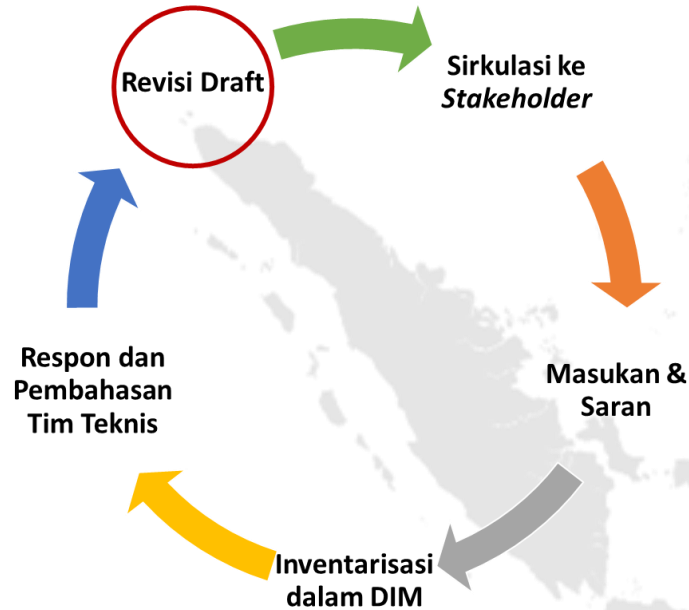 Revisi Draft
Sirkulasi ke
Stakeholder
Masukan &
Saran
Inventarisasi
dalam DIM
Respon dan
Pembahasan
Tim Teknis